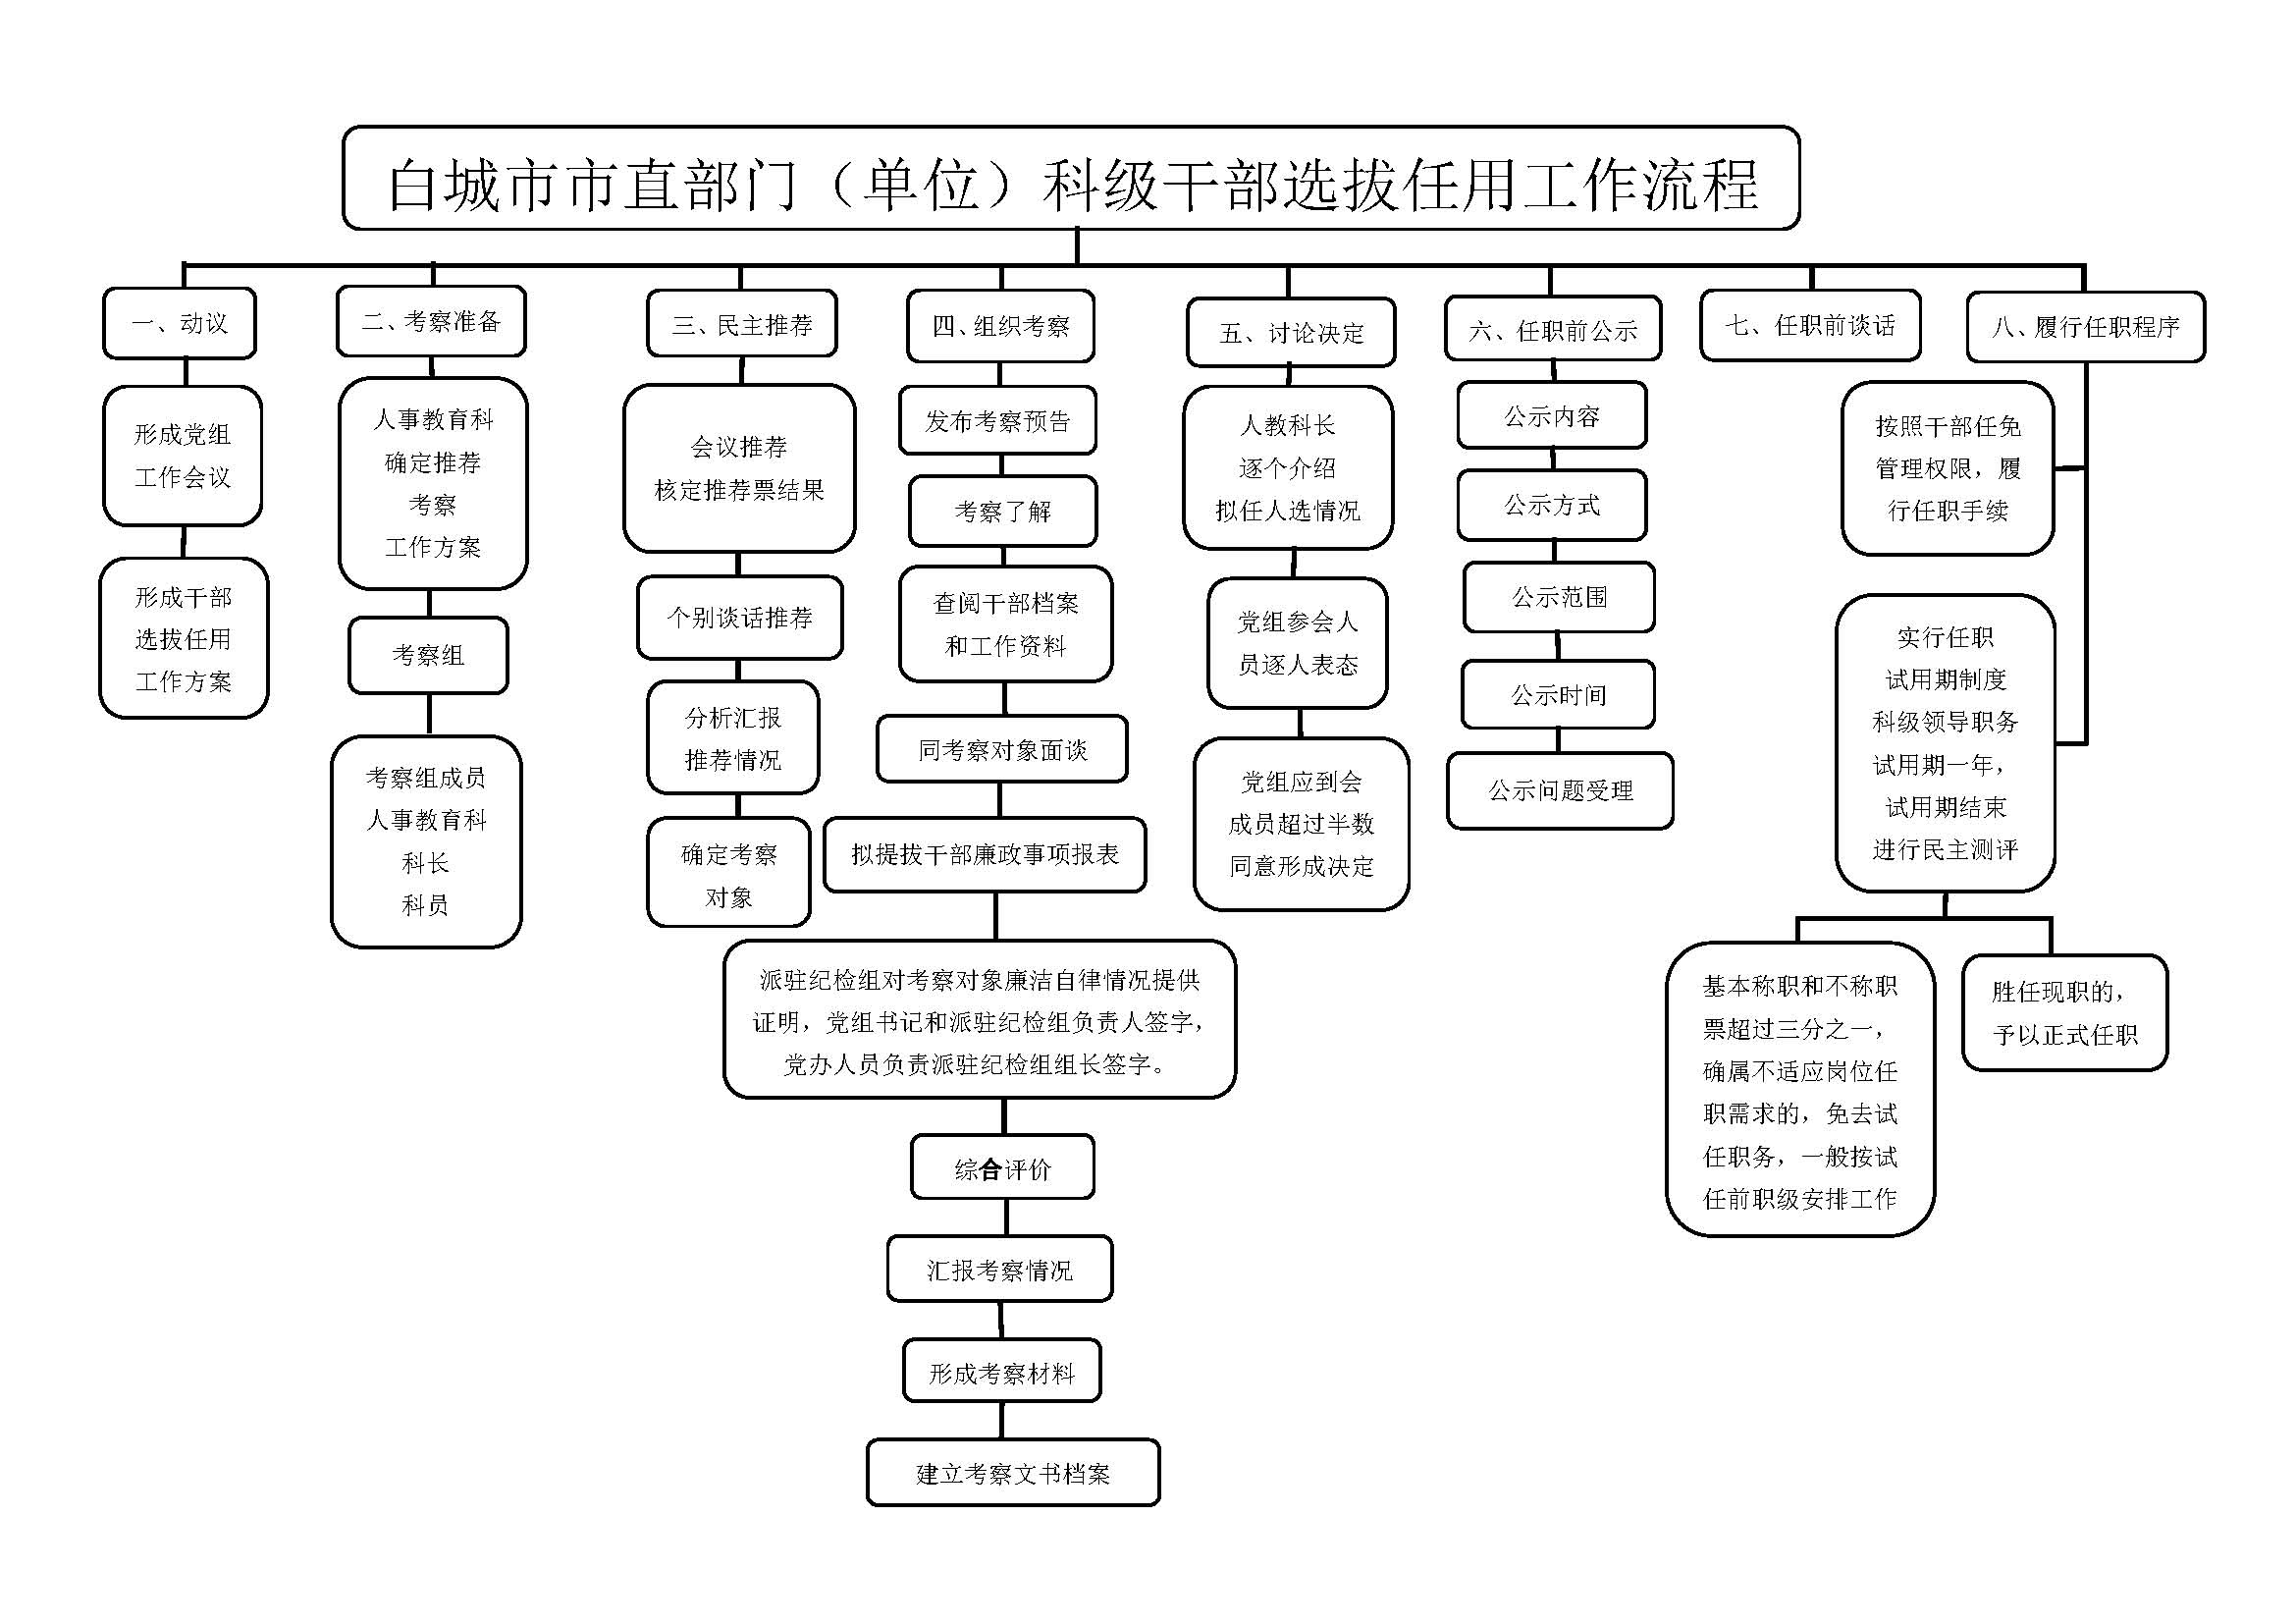 白城市市直部门（单位）科级干部选拔任用工作流程
一、动议
形成党组
工作会议
形成干部
选拔任用
工作方案
二、考察准备
人事教育科
确定推荐
考察
工作方案
考察组
考察组成员
人事教育科
科长
科员
三、民主推荐
会议推荐
核定推荐票结果
个别谈话推荐
分析汇报
推荐情况
确定考察
对象
四、组织考察
发布考察预告
考察了解
查阅干部档案
和工作资料
同考察对象面谈
拟提拔干部廉政事项报表
派驻纪检组对考察对象廉洁自律情况提供
证明，党组书记和派驻纪检组负责人签字，
党办人员负责派驻纪检组组长签字。
综合评价
汇报考察情况
形成考察材料
建立考察文书档案
五、讨论决定
人教科长
逐个介绍
拟任人选情况
党组参会人
员逐人表态
党组应到会
成员超过半数
同意形成决定
六、任职前公示
公示内容
公示方式
公示范围
公示时间
公示问题受理
七、任职前谈话
八、履行任职程序
按照干部任免
管理权限，履
行任职手续
实行任职
试用期制度
科级领导职务
试用期一年，
试用期结束
进行民主测评
基本称职和不称职
票超过三分之一，
确属不适应岗位任
职需求的，免去试
任职务，一般按试
任前职级安排工作
胜任现职的，
予以正式任职